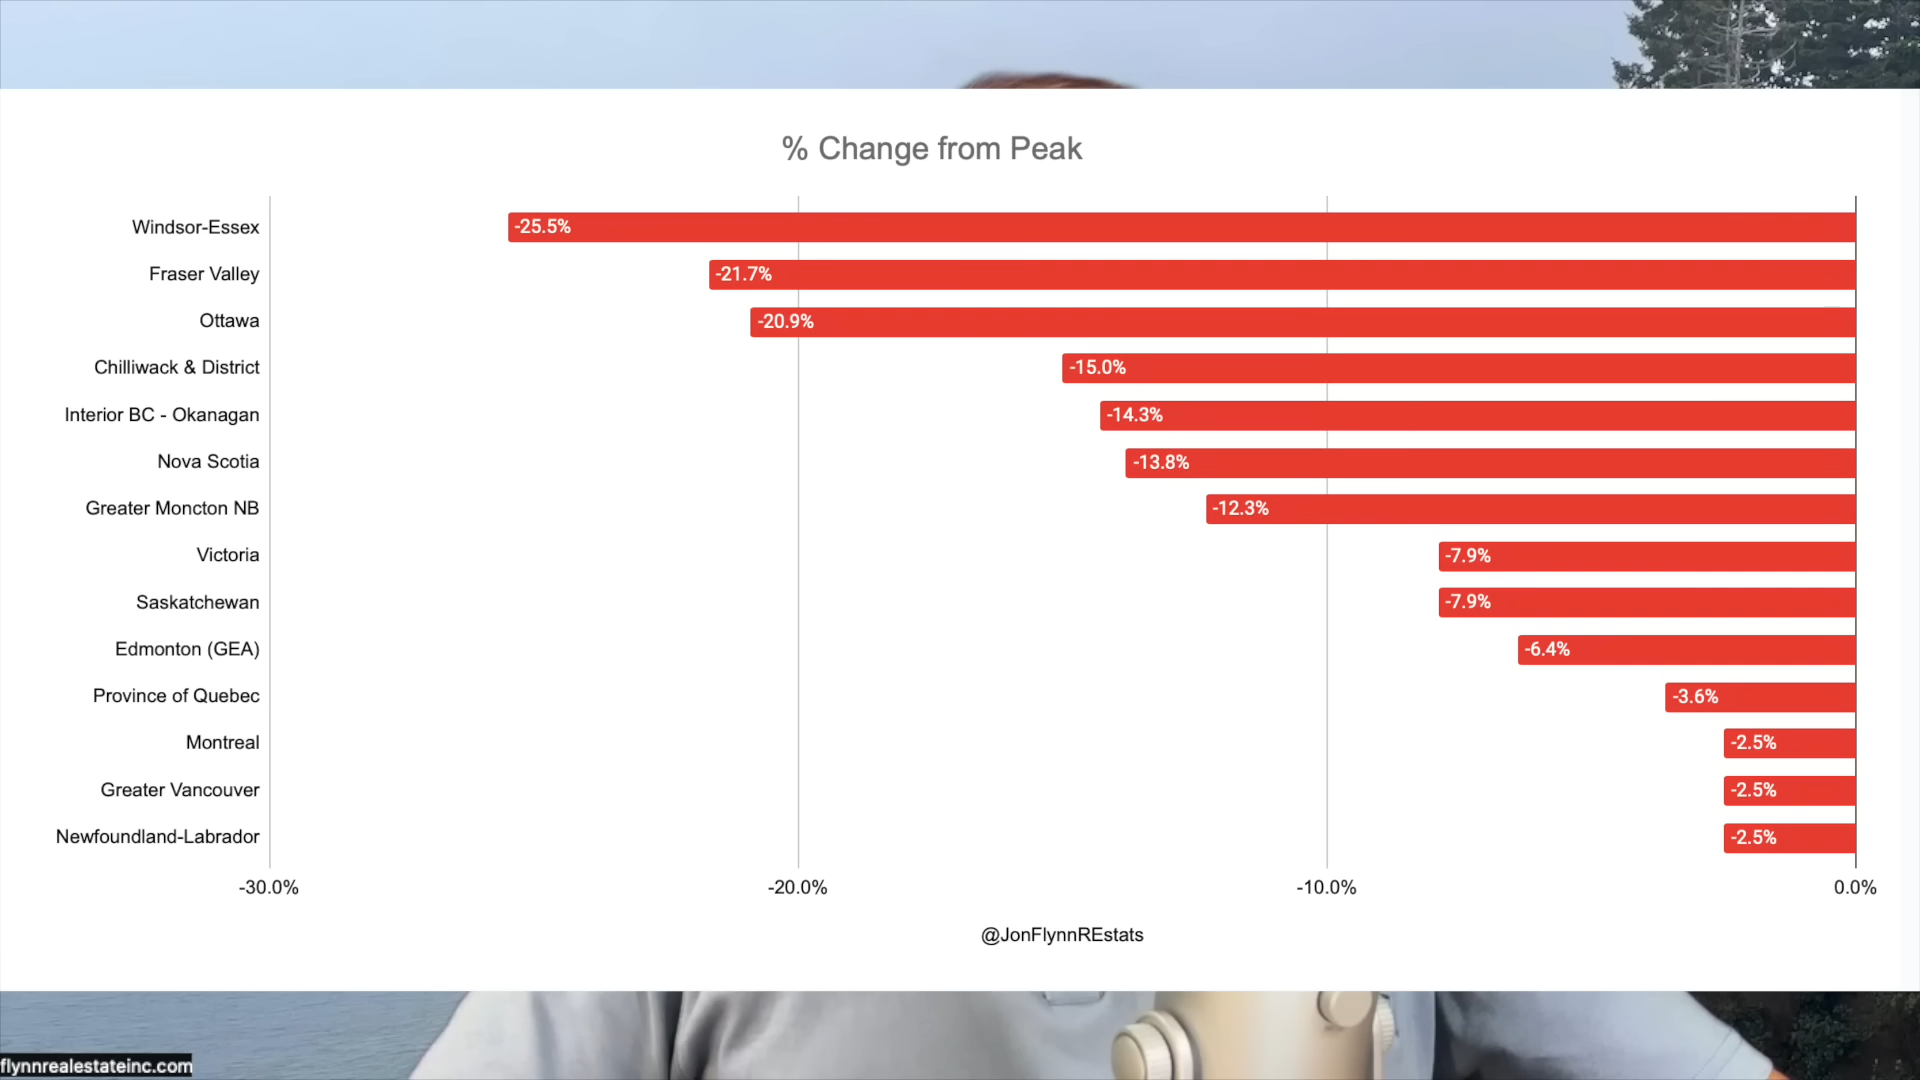 % Change from Peak
Windsor-Essex -25.5%
Fraser Valley -21.7%
Ottawa -20.9%
Chilliwack & District -15.0%
Interior BC - Okanagan -14.3%
Nova Scotia -13.8%
Greater Moncton NB -12.3%
Victoria -7.9%
Saskatchewan -7.9%
Edmonton (GEA) -6.4%
Province of Quebec -3.6%
Montreal -2.5%
Greater Vancouver -2.5%
Newfoundland-Labrador -2.5%
-30.0% -20.0% -10.0% 0.0%
@JonFlynnREstats
flynnrealestateinc.com